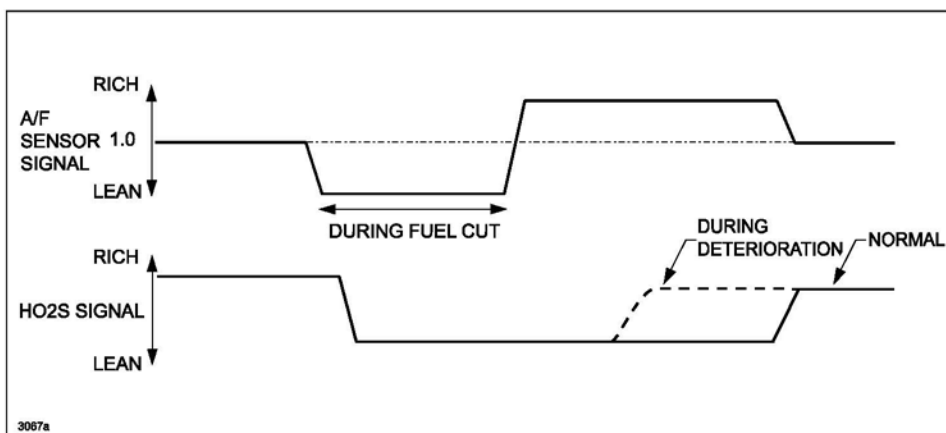 RICH
A/F
SENSOR 1.0
SIGNAL
LEAN
DURING FUEL CUT
DURING
DETERIORATION
NORMAL
RICH
HO2S SIGNAL
LEAN
3067a